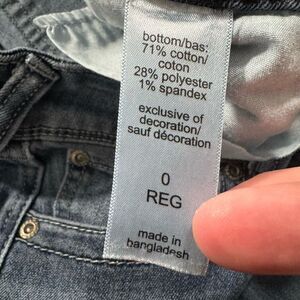 bottom/bas:
71% cotton/
coton
28% polyester
1% spandex
exclusive of
decoration/
sauf décoration
0
REG
made in
bangladesh